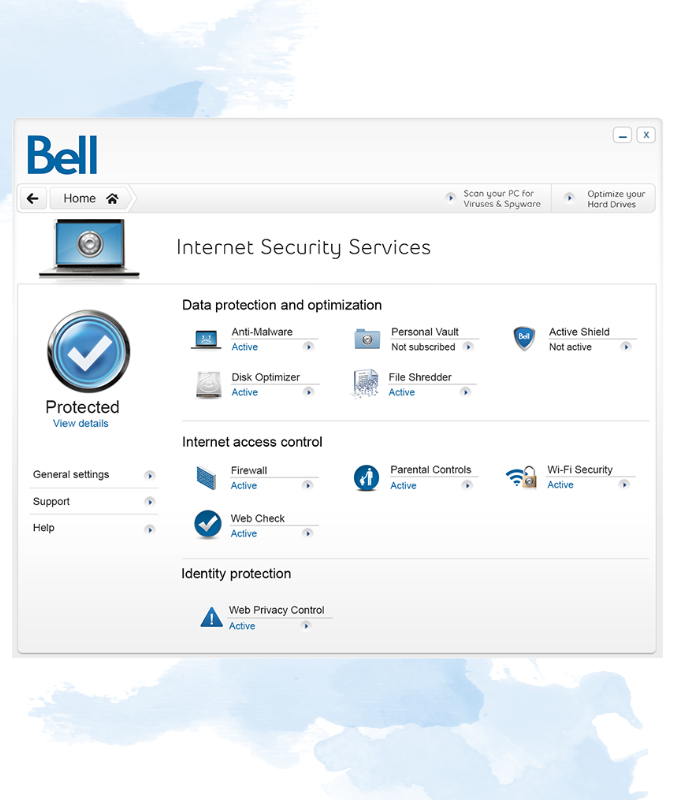 Bell
X
Home
Scan your PC for
Viruses & Spyware
Optimize your
Hard Drives
Internet Security Services
Protected
View details
General settings
Support
Help
Data protection and optimization
Anti-Malware
Active
Personal Vault
Not subscribed
Bell
Active Shield
Not active
Disk Optimizer
Active
File Shredder
Active
Internet access control
Firewall
Active
Parental Controls
Active
Wi-Fi Security
Active
Web Check
Active
Identity protection
Web Privacy Control
Active